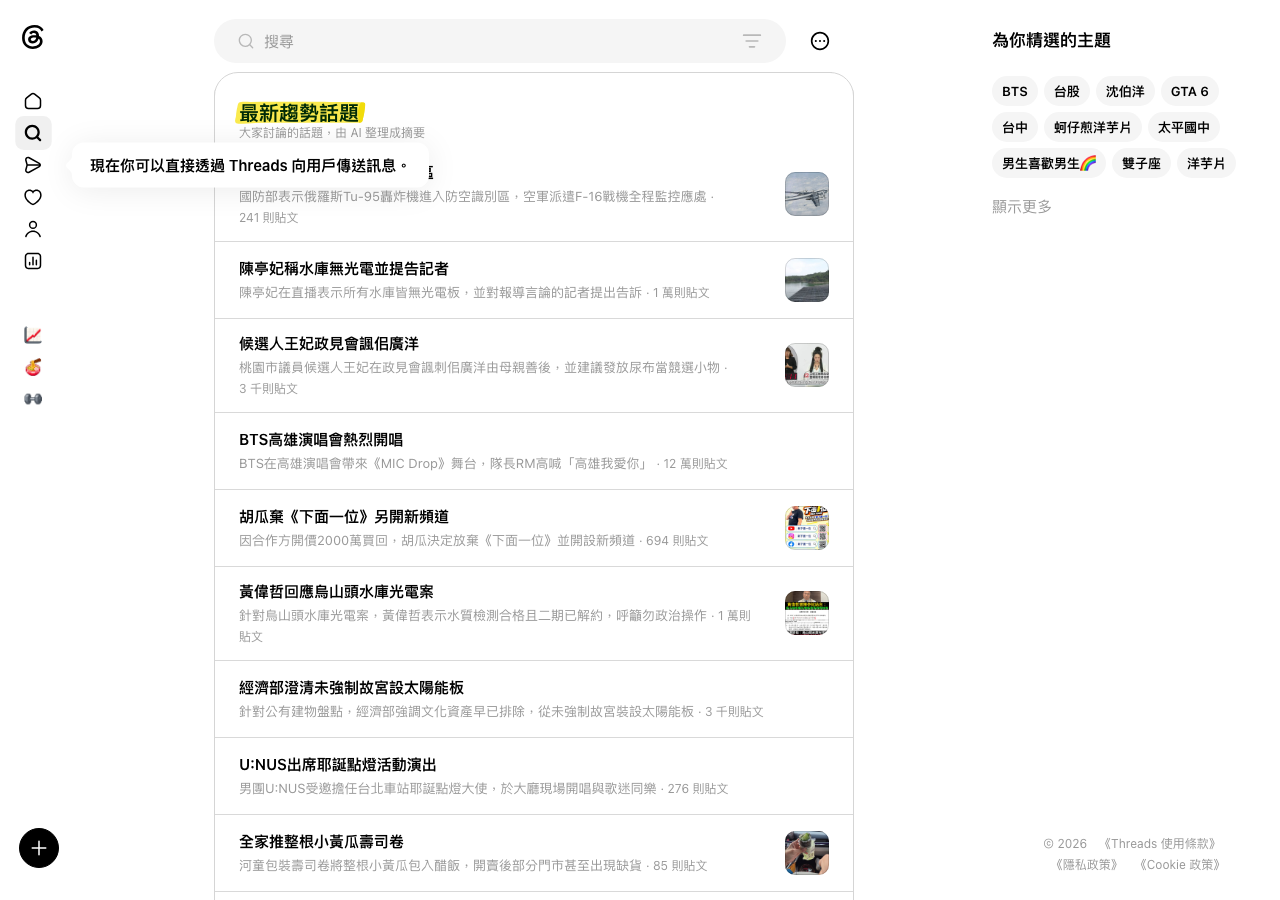 搜尋
最新趨勢話題
大家討論的話題，由 AI 整理成摘要
現在你可以直接透過 Threads 向用戶傳送訊息。
國防部表示俄羅斯Tu-95轟炸機進入防空識別區，空軍派遣F-16戰機全程監控應處 ·
241 則貼文
陳亭妃稱水庫無光電並提告記者
陳亭妃在直播表示所有水庫皆無光電板，並對報導言論的記者提出告訴 · 1 萬則貼文
候選人王妃政見會諷佀廣洋
桃園市議員候選人王妃在政見會諷刺佀廣洋由母親善後，並建議發放尿布當競選小物 ·
3 千則貼文
BTS高雄演唱會熱烈開唱
BTS在高雄演唱會帶來《MIC Drop》舞台，隊長RM高喊「高雄我愛你」 · 12 萬則貼文
胡瓜棄《下面一位》另開新頻道
因合作方開價2000萬買回，胡瓜決定放棄《下面一位》並開設新頻道 · 694 則貼文
黃偉哲回應烏山頭水庫光電案
針對烏山頭水庫光電案，黃偉哲表示水質檢測合格且二期已解約，呼籲勿政治操作 · 1 萬則
貼文
經濟部澄清未強制故宮設太陽能板
針對公有建物盤點，經濟部強調文化資產早已排除，從未強制故宮裝設太陽能板 · 3 千則貼文
U:NUS出席耶誕點燈活動演出
男團U:NUS受邀擔任台北車站耶誕點燈大使，於大廳現場開唱與歌迷同樂 · 276 則貼文
全家推整根小黃瓜壽司卷
河童包裝壽司卷將整根小黃瓜包入醋飯，開賣後部分門市甚至出現缺貨 · 85 則貼文
為你精選的主題
BTS 台股 沈伯洋 GTA 6
台中 蚵仔煎洋芋片 太平國中
男生喜歡男生🌈 雙子座 洋芋片
顯示更多
© 2026 《Threads 使用條款》
《隱私政策》 《Cookie 政策》